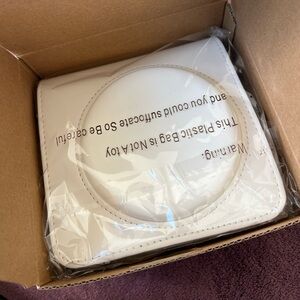 Warning
This Plastic Bag is Not A toy
and you could suffocate So Be careful